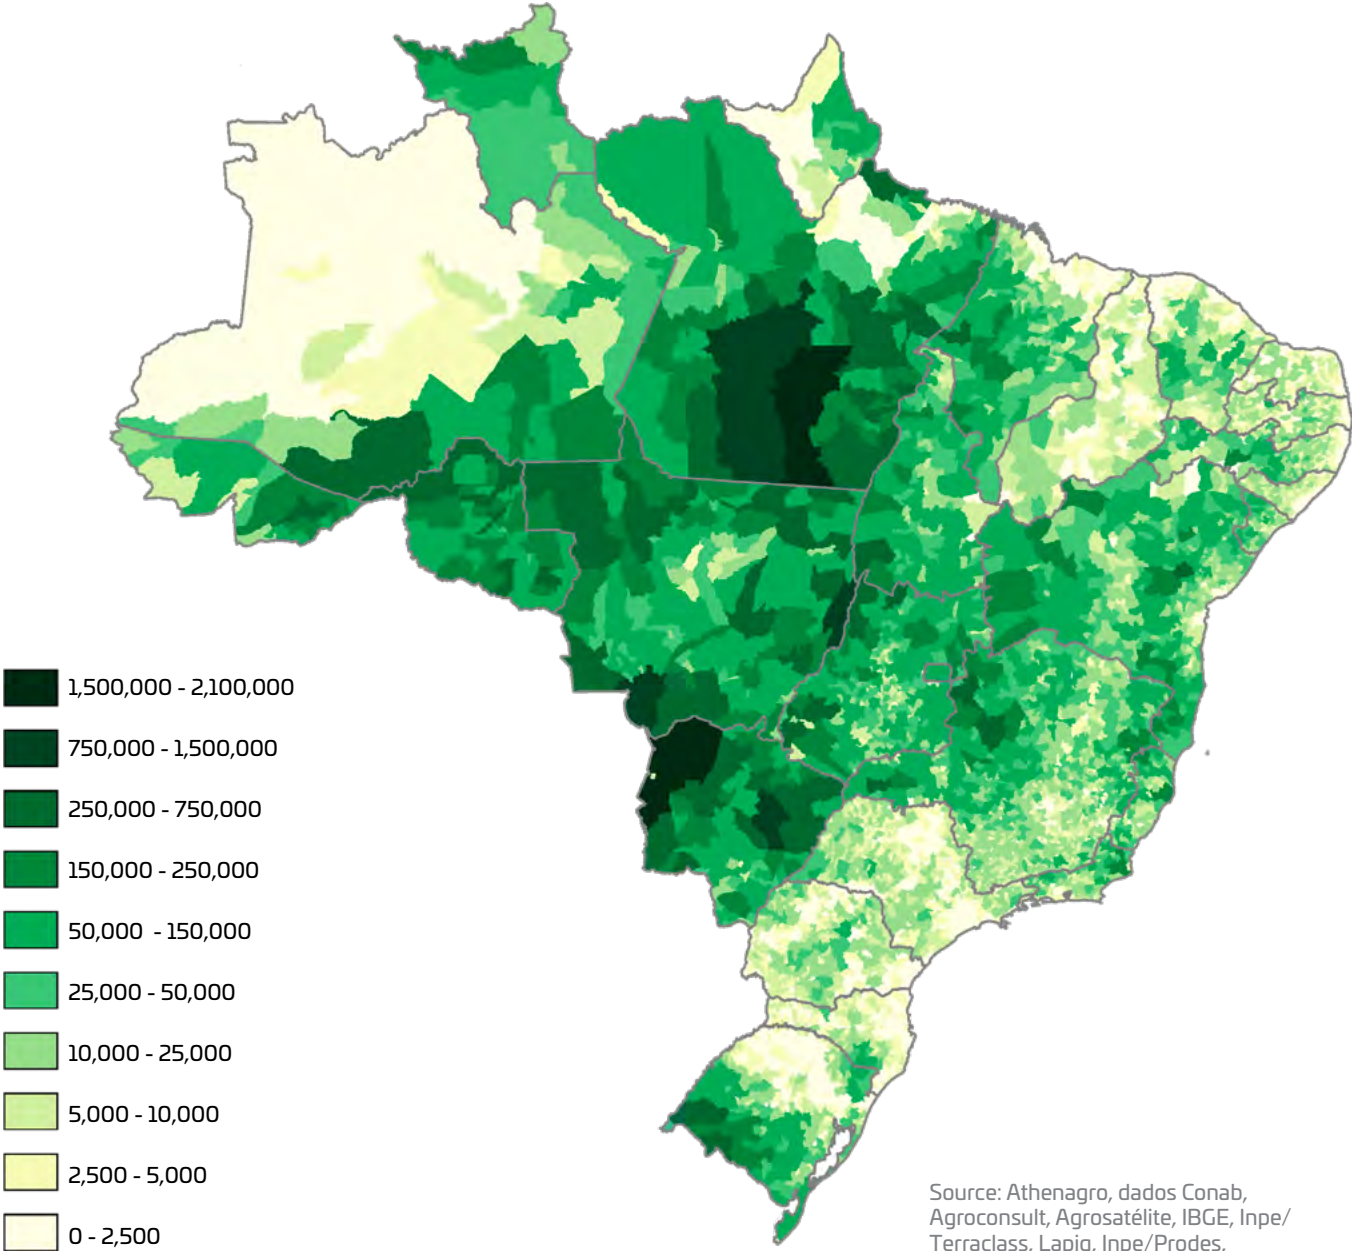 1,500,000 - 2,100,000
750,000 - 1,500,000
250,000 - 750,000
150,000 - 250,000
50,000 - 150,000
25,000 - 50,000
10,000 - 25,000
5,000 - 10,000
2,500 - 5,000
0 - 2,500
Source: Athenagro, dados Conab,
Agroconsult, Agrosatélite, IBGE, Inpe/
Terraclass, Lapig, Inpe/Prodes,